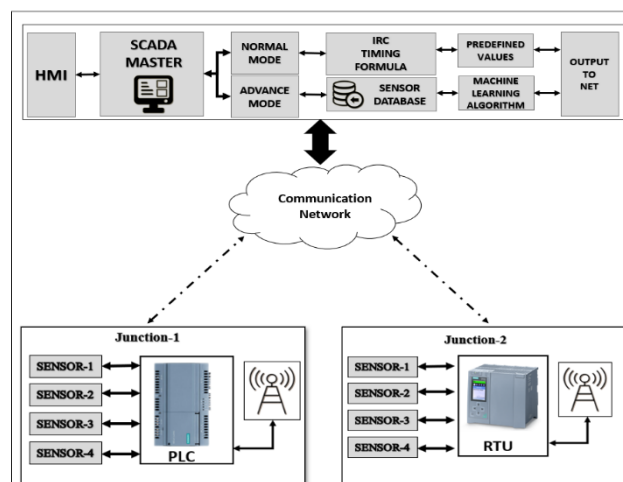 HMI
SCADA
MASTER
NORMAL
MODE
IRC
TIMING
FORMULA
PREDEFINED
VALUES
OUTPUT
TO
NET
ADVANCE
MODE
SENSOR
DATABASE
MACHINE
LEARNING
ALGORITHM
Communication
Network
Junction-1
SENSOR-1
SENSOR-2
SENSOR-3
SENSOR-4
PLC
Junction-2
SENSOR-1
SENSOR-2
SENSOR-3
SENSOR-4
RTU